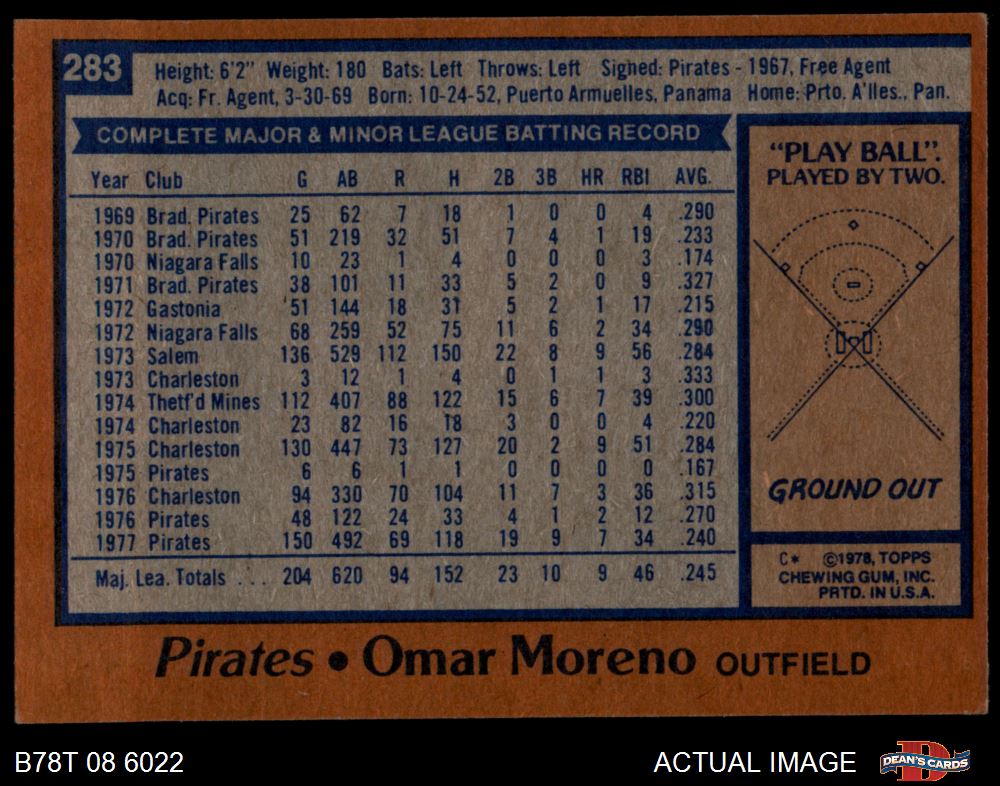 283
Height: 6'2" Weight: 180 Bats: Left Throws: Left Signed: Pirates - 1967, Free Agent
Acq: Fr. Agent, 3-30-69 Born: 10-24-52, Puerto Armuelles, Panama Home: Prto. A'lles., Pan.
COMPLETE MAJOR & MINOR LEAGUE BATTING RECORD
Year Club G AB R H 2B 3B HR RBI AVG.
1969 Brad. Pirates 25 62 7 18 1 0 0 4 .290
1970 Brad. Pirates 51 219 32 51 7 4 1 19 .233
1970 Niagara Falls 10 23 1 4 0 0 0 3 .174
1971 Brad. Pirates 38 101 11 33 5 2 0 9 .327
1972 Gastonia 51 144 18 31 5 2 1 17 .215
1972 Niagara Falls 68 259 52 75 11 6 2 34 .290
1973 Salem 136 529 112 150 22 8 9 56 .284
1973 Charleston 3 12 1 4 0 1 1 3 .333
1974 Thetf'd Mines 112 407 88 122 15 6 7 39 .300
1974 Charleston 23 82 16 18 3 0 0 4 .220
1975 Charleston 130 447 73 127 20 2 9 51 .284
1975 Pirates 6 6 1 1 0 0 0 0 .167
1976 Charleston 94 330 70 104 11 7 3 36 .315
1976 Pirates 48 122 24 33 4 1 2 12 .270
1977 Pirates 150 492 69 118 19 9 7 34 .240
Maj. Lea. Totals . . . 204 620 94 152 23 10 9 46 .245
"PLAY BALL".
PLAYED BY TWO.
GROUND OUT
C* ©1978, TOPPS
CHEWING GUM, INC.
PRTD. IN U.S.A.
Pirates • Omar Moreno OUTFIELD
B78T 08 6022 ACTUAL IMAGE
D
DEAN'S CARDS